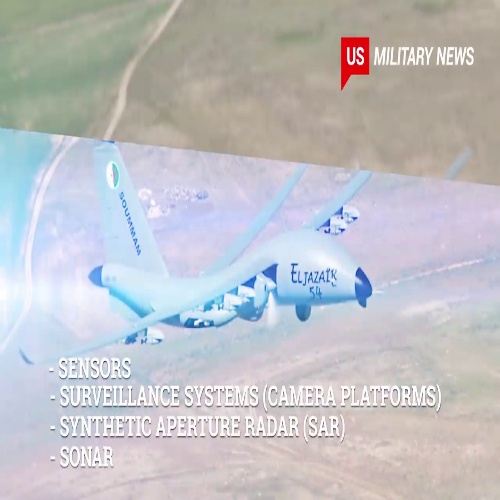 US MILITARY NEWS
SOUMMAM
ELJAZAIR
54
- SENSORS
- SURVEILLANCE SYSTEMS (CAMERA PLATFORMS)
- SYNTHETIC APERTURE RADAR (SAR)
- SONAR